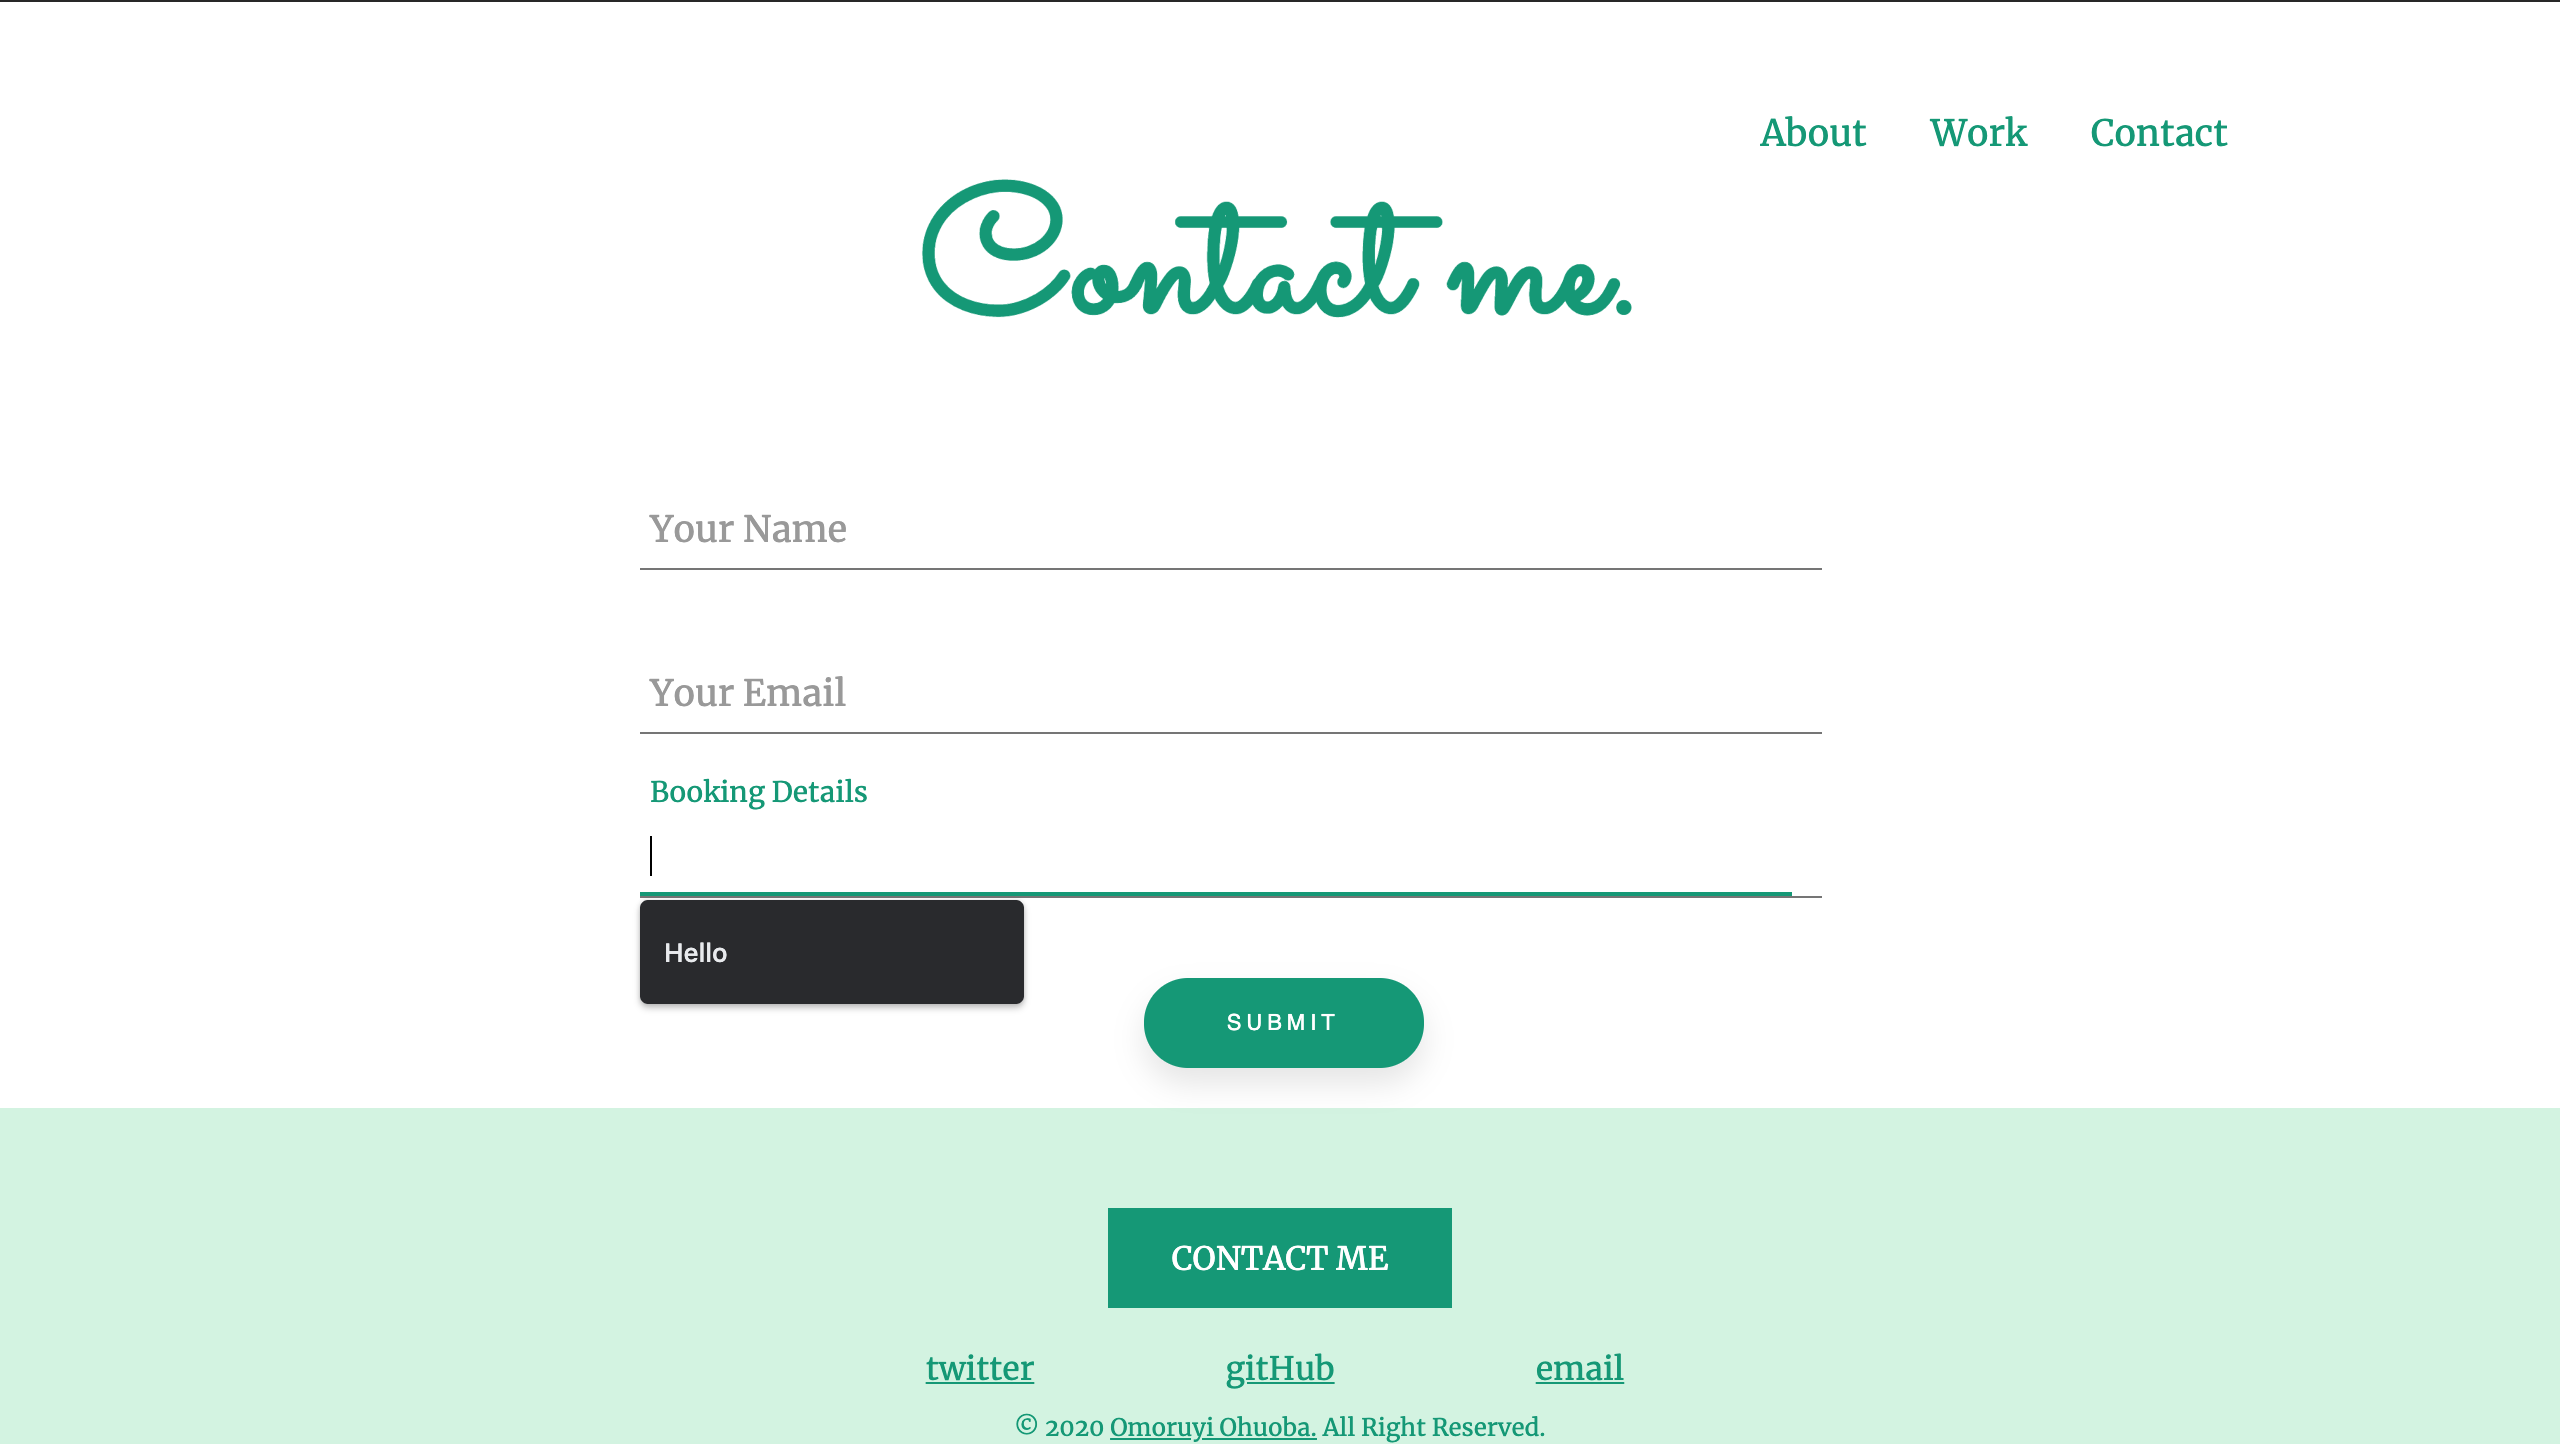 About Work Contact
Contact me.
Your Name
Your Email
Booking Details
Hello
SUBMIT
CONTACT ME
twitter gitHub email
© 2020 Omoruyi Ohuoba. All Right Reserved.